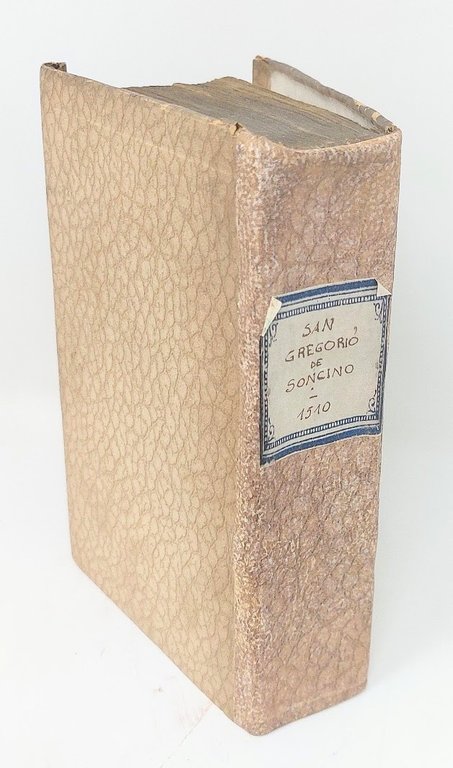 SAN
GREGORIO
DE
SONCINO
-
1510